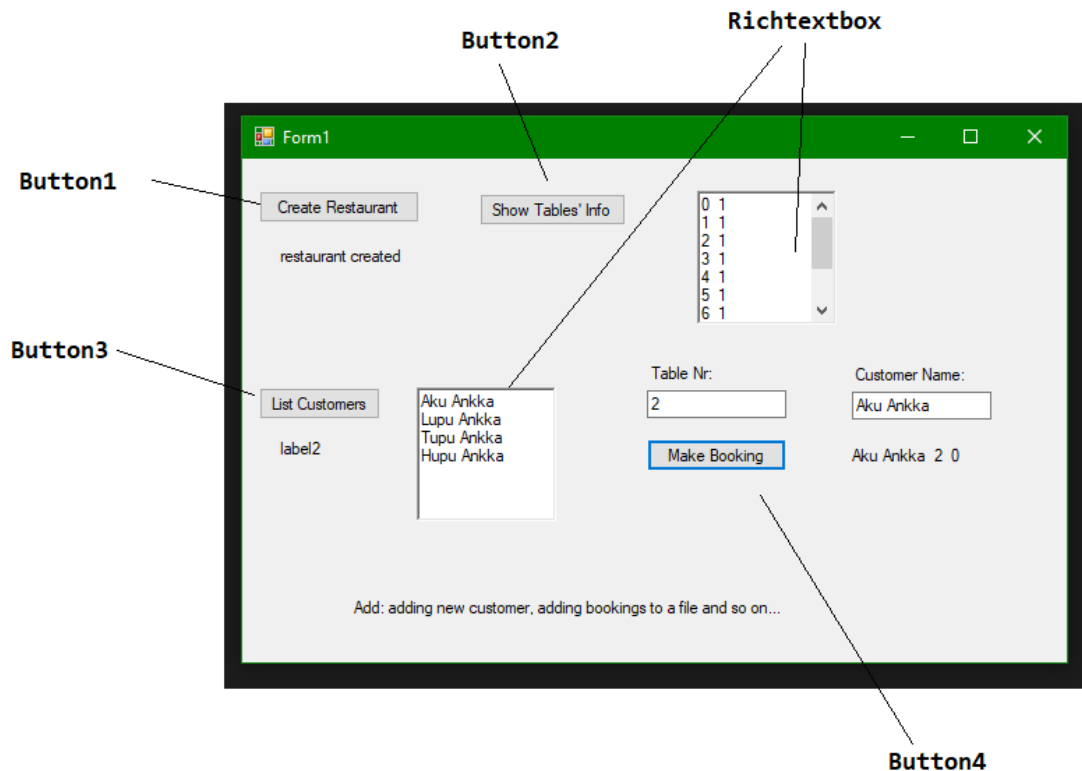 Richtextbox
Button2
Form1
Button1
Create Restaurant
Show Tables' Info
0 1
1 1
2 1
3 1
4 1
5 1
6 1
restaurant created
Button3
Table Nr:
Customer Name:
List Customers
Aku Ankka
Lupu Ankka
Tupu Ankka
Hupu Ankka
2
Aku Ankka
label2
Make Booking
Aku Ankka 2 0
Add: adding new customer, adding bookings to a file and so on...
Button4